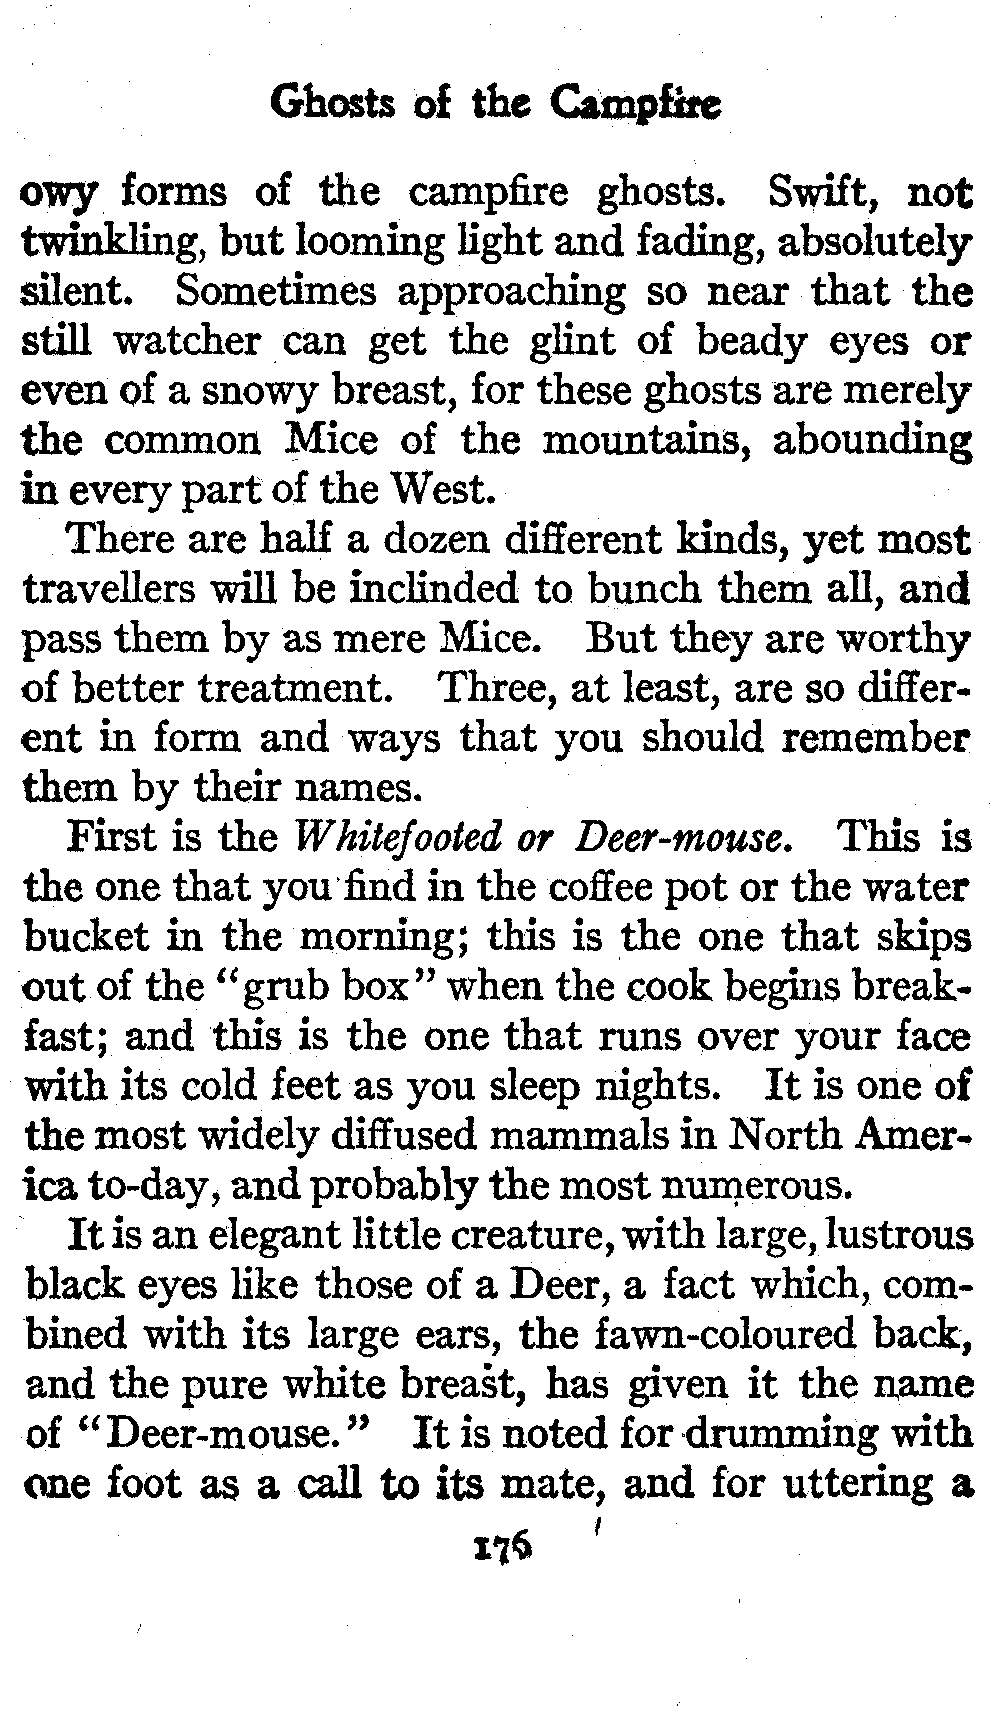 Ghosts of the Campfire
owy forms of the campfire ghosts. Swift, not
twinkling, but looming light and fading, absolutely
silent. Sometimes approaching so near that the
still watcher can get the glint of beady eyes or
even of a snowy breast, for these ghosts are merely
the common Mice of the mountains, abounding
in every part of the West.
There are half a dozen different kinds, yet most
travellers will be inclinded to bunch them all, and
pass them by as mere Mice. But they are worthy
of better treatment. Three, at least, are so differ-
ent in form and ways that you should remember
them by their names.
First is the Whitefooted or Deer-mouse. This is
the one that you find in the coffee pot or the water
bucket in the morning; this is the one that skips
out of the “grub box” when the cook begins break-
fast; and this is the one that runs over your face
with its cold feet as you sleep nights. It is one of
the most widely diffused mammals in North Amer-
ica to-day, and probably the most numerous.
It is an elegant little creature, with large, lustrous
black eyes like those of a Deer, a fact which, com-
bined with its large ears, the fawn-coloured back,
and the pure white breast, has given it the name
of “Deer-mouse.” It is noted for drumming with
one foot as a call to its mate, and for uttering a
176